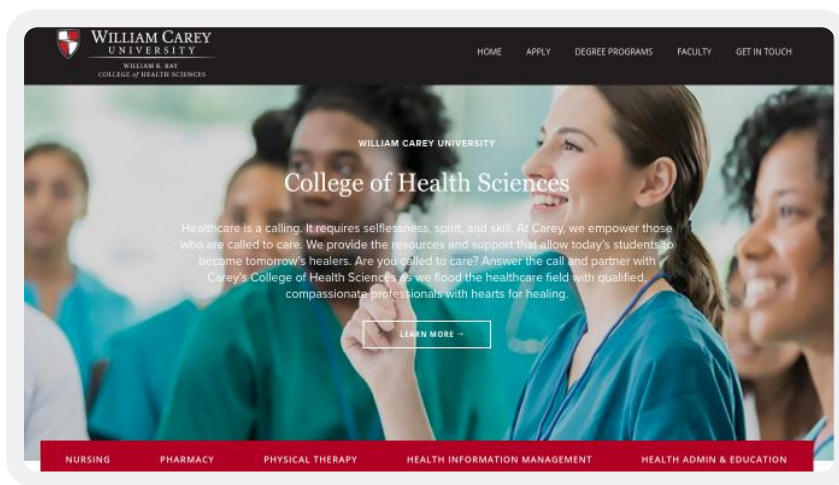 WILLIAM CAREY
UNIVERSITY
WILLIAM K. RAY
COLLEGE of HEALTH SCIENCES
HOME APPLY DEGREE PROGRAMS FACULTY GET IN TOUCH
WILLIAM CAREY UNIVERSITY
College of Health Sciences
Healthcare is a calling. It requires selflessness, spirit, and skill. At Carey, we empower those
who are called to care. We provide the resources and support that allow today's students to
become tomorrow's healers. Are you called to care? Answer the call and partner with
Carey's College of Health Sciences as we flood the healthcare field with qualified,
compassionate professionals with hearts for healing.
LEARN MORE →
NURSING PHARMACY PHYSICAL THERAPY HEALTH INFORMATION MANAGEMENT HEALTH ADMIN & EDUCATION